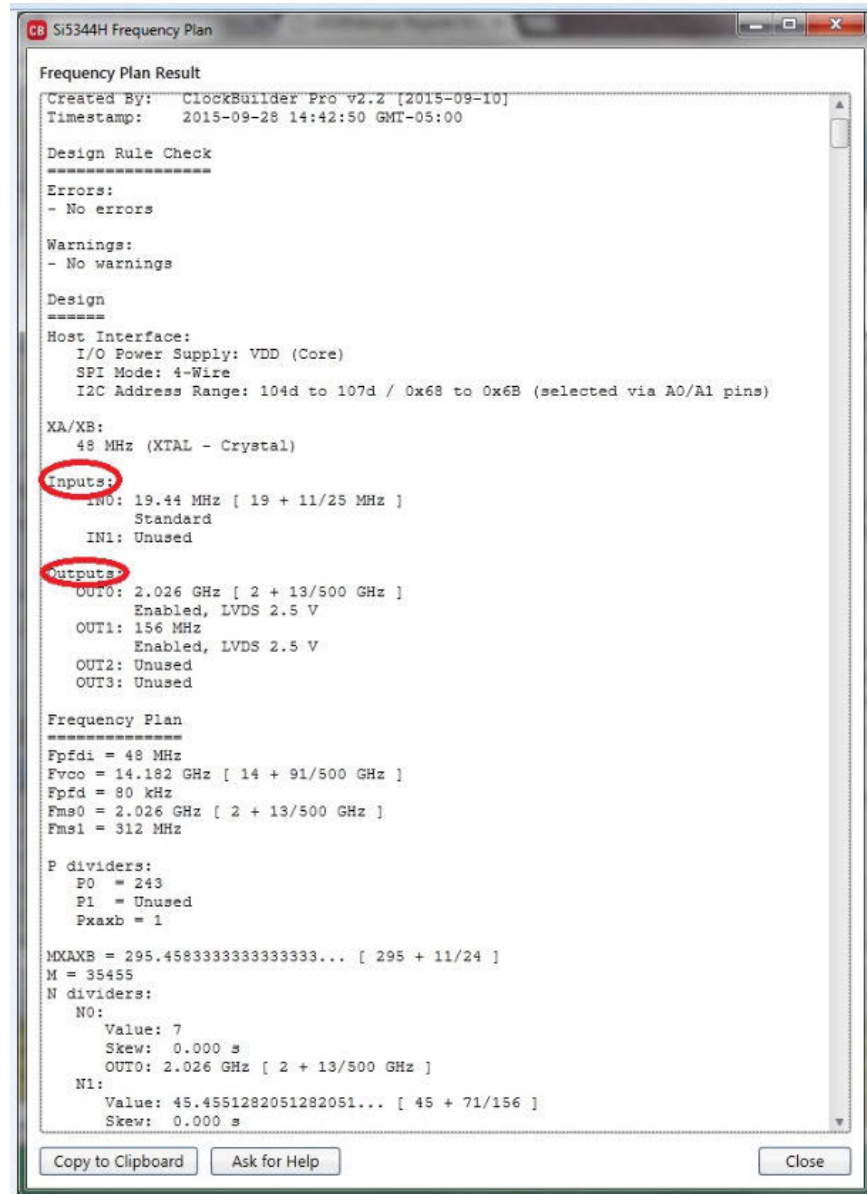 CB Si5344H Frequency Plan
Frequency Plan Result
Created By: ClockBuilder Pro v2.2 [2015-09-10]
Timestamp: 2015-09-28 14:42:50 GMT-05:00
Design Rule Check
=================
Errors:
- No errors
Warnings:
- No warnings
Design
======
Host Interface:
I/O Power Supply: VDD (Core)
SPI Mode: 4-Wire
I2C Address Range: 104d to 107d / 0x68 to 0x6B (selected via A0/A1 pins)
XA/XB:
48 MHz (XTAL - Crystal)
Inputs:
IN0: 19.44 MHz [ 19 + 11/25 MHz ]
Standard
IN1: Unused
Outputs:
OUT0: 2.026 GHz [ 2 + 13/500 GHz ]
Enabled, LVDS 2.5 V
OUT1: 156 MHz
Enabled, LVDS 2.5 V
OUT2: Unused
OUT3: Unused
Frequency Plan
==============
Fpfdi = 48 MHz
Fvco = 14.182 GHz [ 14 + 91/500 GHz ]
Fpfd = 80 kHz
Fms0 = 2.026 GHz [ 2 + 13/500 GHz ]
Fms1 = 312 MHz
P dividers:
P0 = 243
P1 = Unused
Pxaxb = 1
MXAXB = 295.4583333333333333... [ 295 + 11/24 ]
M = 35455
N dividers:
N0:
Value: 7
Skew: 0.000 s
OUT0: 2.026 GHz [ 2 + 13/500 GHz ]
N1:
Value: 45.4551282051282051... [ 45 + 71/156 ]
Skew: 0.000 s
Copy to Clipboard Ask for Help Close